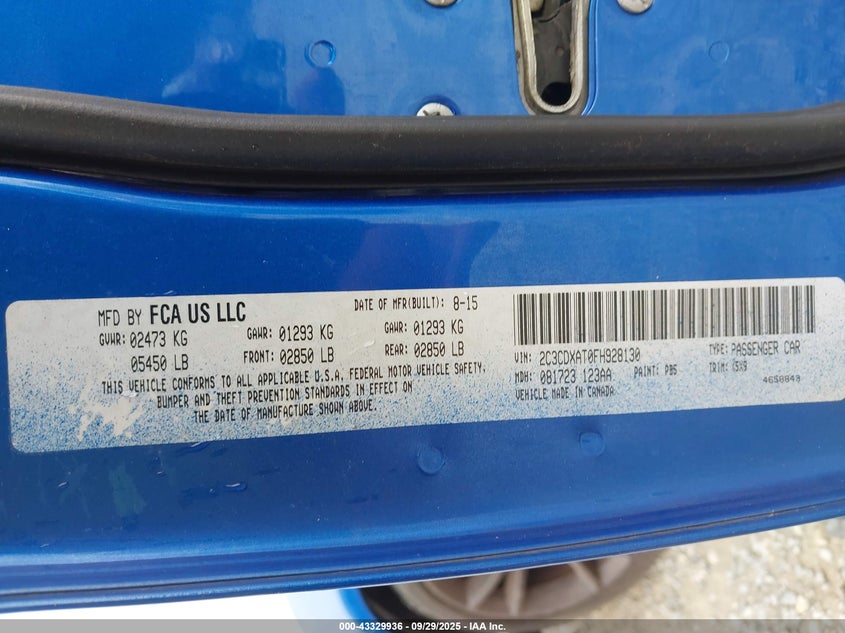 MFD BY FCA US LLC
DATE OF MFR(BUILT): 8-15
GVWR: 02473 KG GAWR: 01293 KG GAWR: 01293 KG
05450 LB FRONT: 02850 LB REAR: 02850 LB
THIS VEHICLE CONFORMS TO ALL APPLICABLE U.S.A. FEDERAL MOTOR VEHICLE SAFETY,
BUMPER AND THEFT PREVENTION STANDARDS IN EFFECT ON
THE DATE OF MANUFACTURE SHOWN ABOVE.
VIN: 2C3CDXAT0FH928130 TYPE: PASSENGER CAR
MDH: 081723 123AA PAINT: PB5 TRIM: C5X9
VEHICLE MADE IN CANADA 4658849
000-43329936 - 09/29/2025 - IAA Inc.